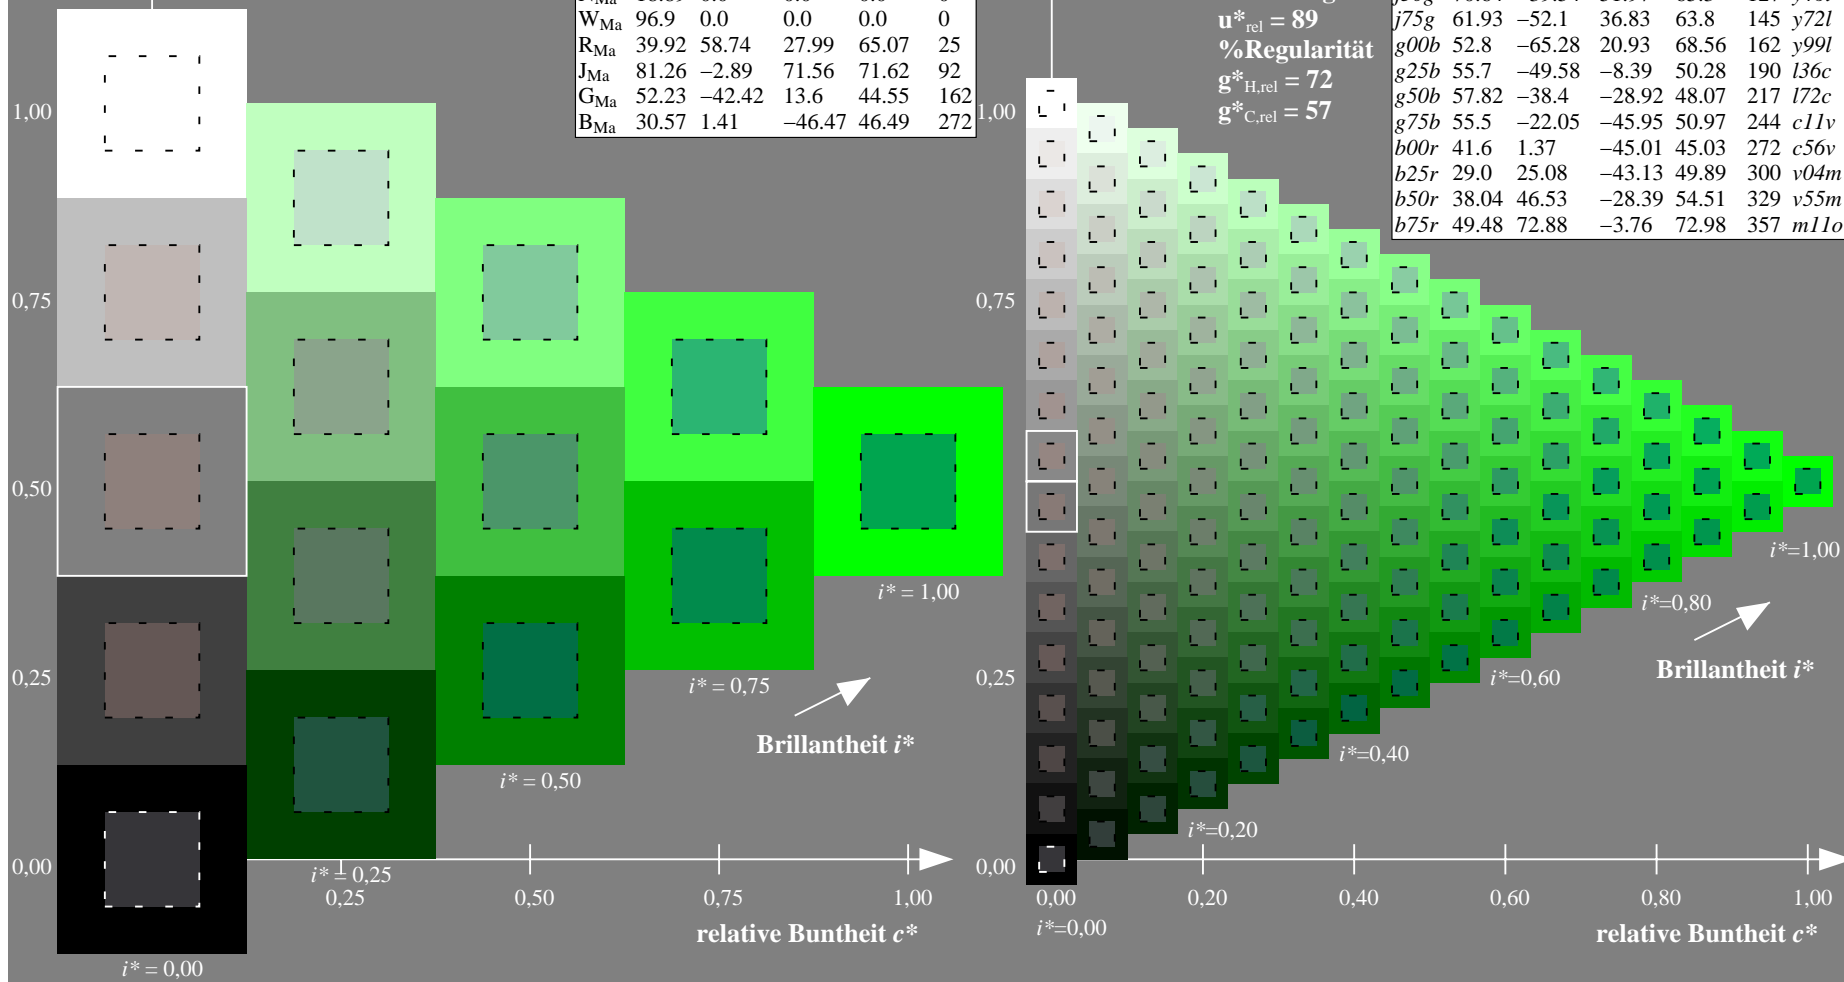 W_Ma 96.9 0.0 0.0 0.0 0
R_Ma 39.92 58.74 27.99 65.07 25
J_Ma 81.26 −2.89 71.56 71.62 92
G_Ma 52.23 −42.42 13.6 44.55 162
B_Ma 30.57 1.41 −46.47 46.49 272
u*rel = 89
%Regularität
g*H,rel = 72
g*C,rel = 57
j75g 61.93 −52.1 36.83 63.8 145 y72l
g00b 52.8 −65.28 20.93 68.56 162 y99l
g25b 55.7 −49.58 −8.39 50.28 190 l36c
g50b 57.82 −38.4 −28.92 48.07 217 l72c
g75b 55.5 −22.05 −45.95 50.97 244 c11v
b00r 41.6 1.37 −45.01 45.03 272 c56v
b25r 29.0 25.08 −43.13 49.89 300 v04m
b50r 38.04 46.53 −28.39 54.51 329 v55m
b75r 49.48 72.88 −3.76 72.98 357 m11o
1,00
0,75
0,50
0,25
0,00
i* = 1,00
i* = 0,75
Brillantheit i*
i* = 0,50
i* = 0,25
0,25 0,50 0,75 1,00
relative Buntheit c*
i* = 0,00
1,00
0,75
0,50
0,25
0,00
i*=1,00
i*=0,80
Brillantheit i*
i*=0,60
i*=0,40
i*=0,20
0,00 0,20 0,40 0,60 0,80 1,00
i*=0,00
relative Buntheit c*